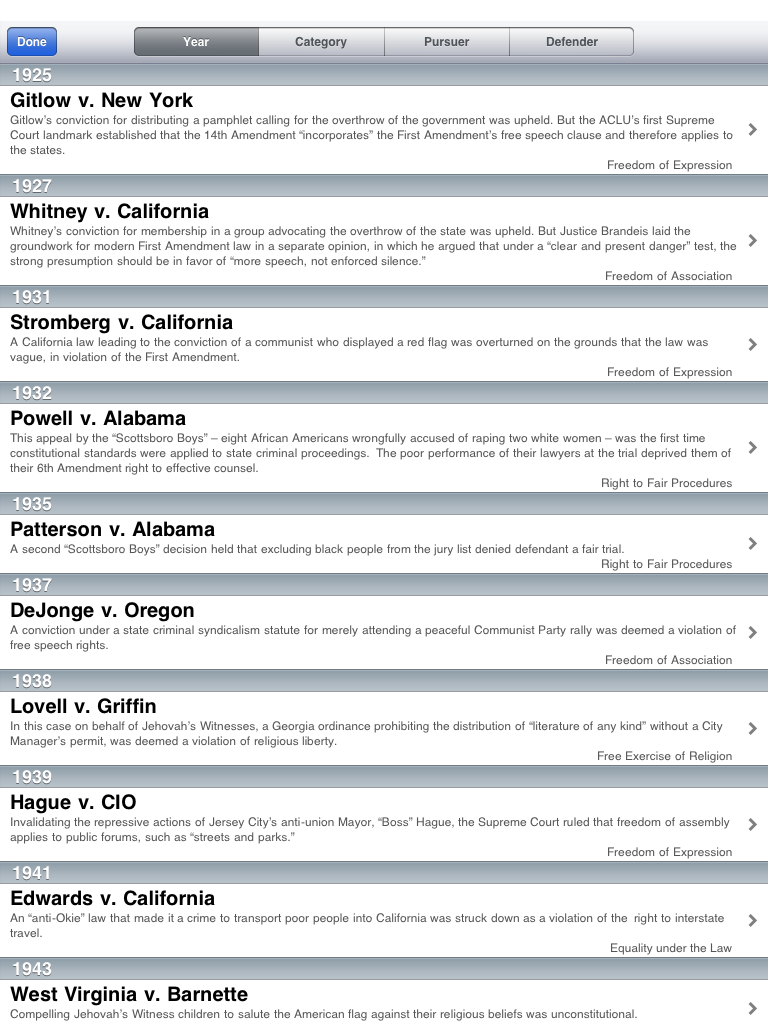 Done
Year
Category
Pursuer
Defender
1925
Gitlow v. New York
Gitlow’s conviction for distributing a pamphlet calling for the overthrow of the government was upheld. But the ACLU’s first Supreme
Court landmark established that the 14th Amendment “incorporates” the First Amendment’s free speech clause and therefore applies to
the states.
Freedom of Expression
1927
Whitney v. California
Whitney’s conviction for membership in a group advocating the overthrow of the state was upheld. But Justice Brandeis laid the
groundwork for modern First Amendment law in a separate opinion, in which he argued that under a “clear and present danger” test, the
strong presumption should be in favor of “more speech, not enforced silence.”
Freedom of Association
1931
Stromberg v. California
A California law leading to the conviction of a communist who displayed a red flag was overturned on the grounds that the law was
vague, in violation of the First Amendment.
Freedom of Expression
1932
Powell v. Alabama
This appeal by the “Scottsboro Boys” – eight African Americans wrongfully accused of raping two white women – was the first time
constitutional standards were applied to state criminal proceedings.  The poor performance of their lawyers at the trial deprived them of
their 6th Amendment right to effective counsel.
Right to Fair Procedures
1935
Patterson v. Alabama
A second “Scottsboro Boys” decision held that excluding black people from the jury list denied defendant a fair trial.
Right to Fair Procedures
1937
DeJonge v. Oregon
A conviction under a state criminal syndicalism statute for merely attending a peaceful Communist Party rally was deemed a violation of
free speech rights.
Freedom of Association
1938
Lovell v. Griffin
In this case on behalf of Jehovah’s Witnesses, a Georgia ordinance prohibiting the distribution of “literature of any kind” without a City
Manager’s permit, was deemed a violation of religious liberty.
Free Exercise of Religion
1939
Hague v. CIO
Invalidating the repressive actions of Jersey City’s anti-union Mayor, “Boss” Hague, the Supreme Court ruled that freedom of assembly
applies to public forums, such as “streets and parks.”
Freedom of Expression
1941
Edwards v. California
An “anti-Okie” law that made it a crime to transport poor people into California was struck down as a violation of the  right to interstate
travel.
Equality under the Law
1943
West Virginia v. Barnette
Compelling Jehovah’s Witness children to salute the American flag against their religious beliefs was unconstitutional.